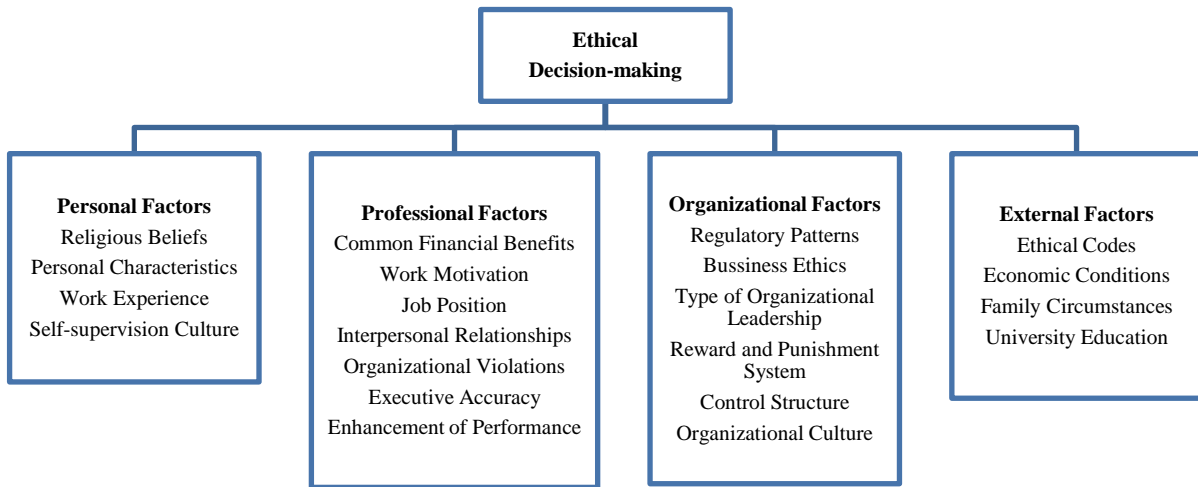 Ethical
Decision-making
Personal Factors
Religious Beliefs
Personal Characteristics
Work Experience
Self-supervision Culture
Professional Factors
Common Financial Benefits
Work Motivation
Job Position
Interpersonal Relationships
Organizational Violations
Executive Accuracy
Enhancement of Performance
Organizational Factors
Regulatory Patterns
Bussiness Ethics
Type of Organizational
Leadership
Reward and Punishment
System
Control Structure
Organizational Culture
External Factors
Ethical Codes
Economic Conditions
Family Circumstances
University Education